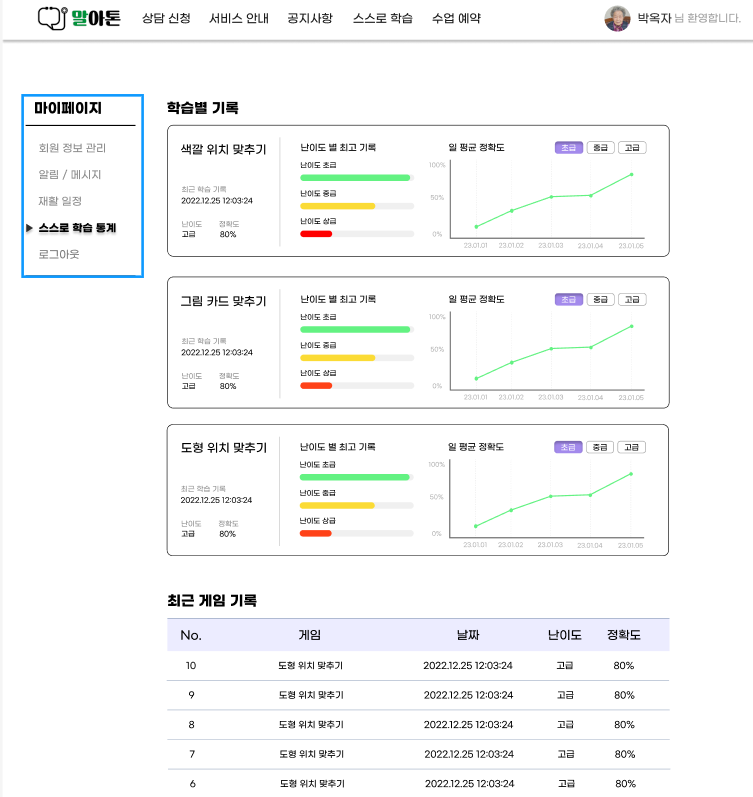 말아톤 상담 신청 서비스 안내 공지사항 스스로 학습 수업 예약 박옥자 님 환영합니다.
마이페이지
회원 정보 관리
알림 / 메시지
재활 일정
스스로 학습 통계
로그아웃
학습별 기록
색깔 위치 맞추기
최근 학습 기록
2022.12.25 12:03:24
난이도 정확도
고급 80%
난이도 별 최고 기록
난이도 초급
난이도 중급
난이도 상급
일 평균 정확도 초급 중급 고급
100%
50%
0%
23.01.01 23.01.02 23.01.03 23.01.04 23.01.05
그림 카드 맞추기
최근 학습 기록
2022.12.25 12:03:24
난이도 정확도
고급 80%
난이도 별 최고 기록
난이도 초급
난이도 중급
난이도 상급
일 평균 정확도 초급 중급 고급
100%
50%
0%
23.01.01 23.01.02 23.01.03 23.01.04 23.01.05
도형 위치 맞추기
최근 학습 기록
2022.12.25 12:03:24
난이도 정확도
고급 80%
난이도 별 최고 기록
난이도 초급
난이도 중급
난이도 상급
일 평균 정확도 초급 중급 고급
100%
50%
0%
23.01.01 23.01.02 23.01.03 23.01.04 23.01.05
최근 게임 기록
No. 게임 날짜 난이도 정확도
10 도형 위치 맞추기 2022.12.25 12:03:24 고급 80%
9 도형 위치 맞추기 2022.12.25 12:03:24 고급 80%
8 도형 위치 맞추기 2022.12.25 12:03:24 고급 80%
7 도형 위치 맞추기 2022.12.25 12:03:24 고급 80%
6 도형 위치 맞추기 2022.12.25 12:03:24 고급 80%